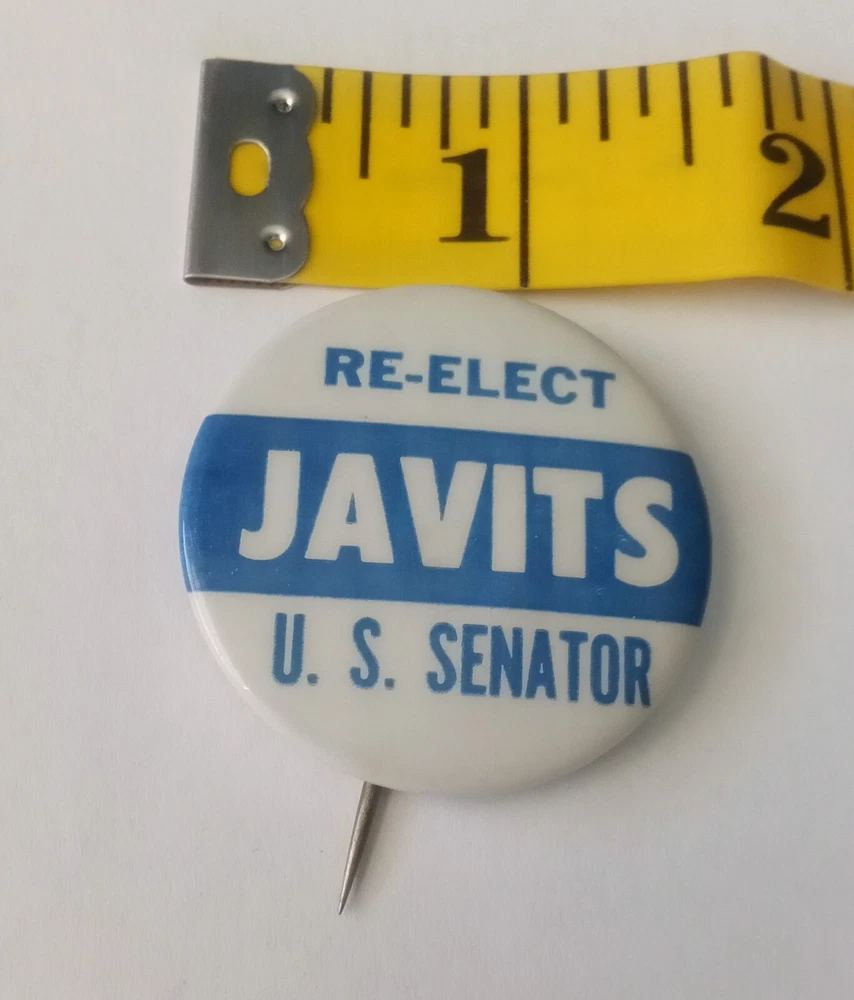 1 2
RE-ELECT
JAVITS
U. S. SENATOR